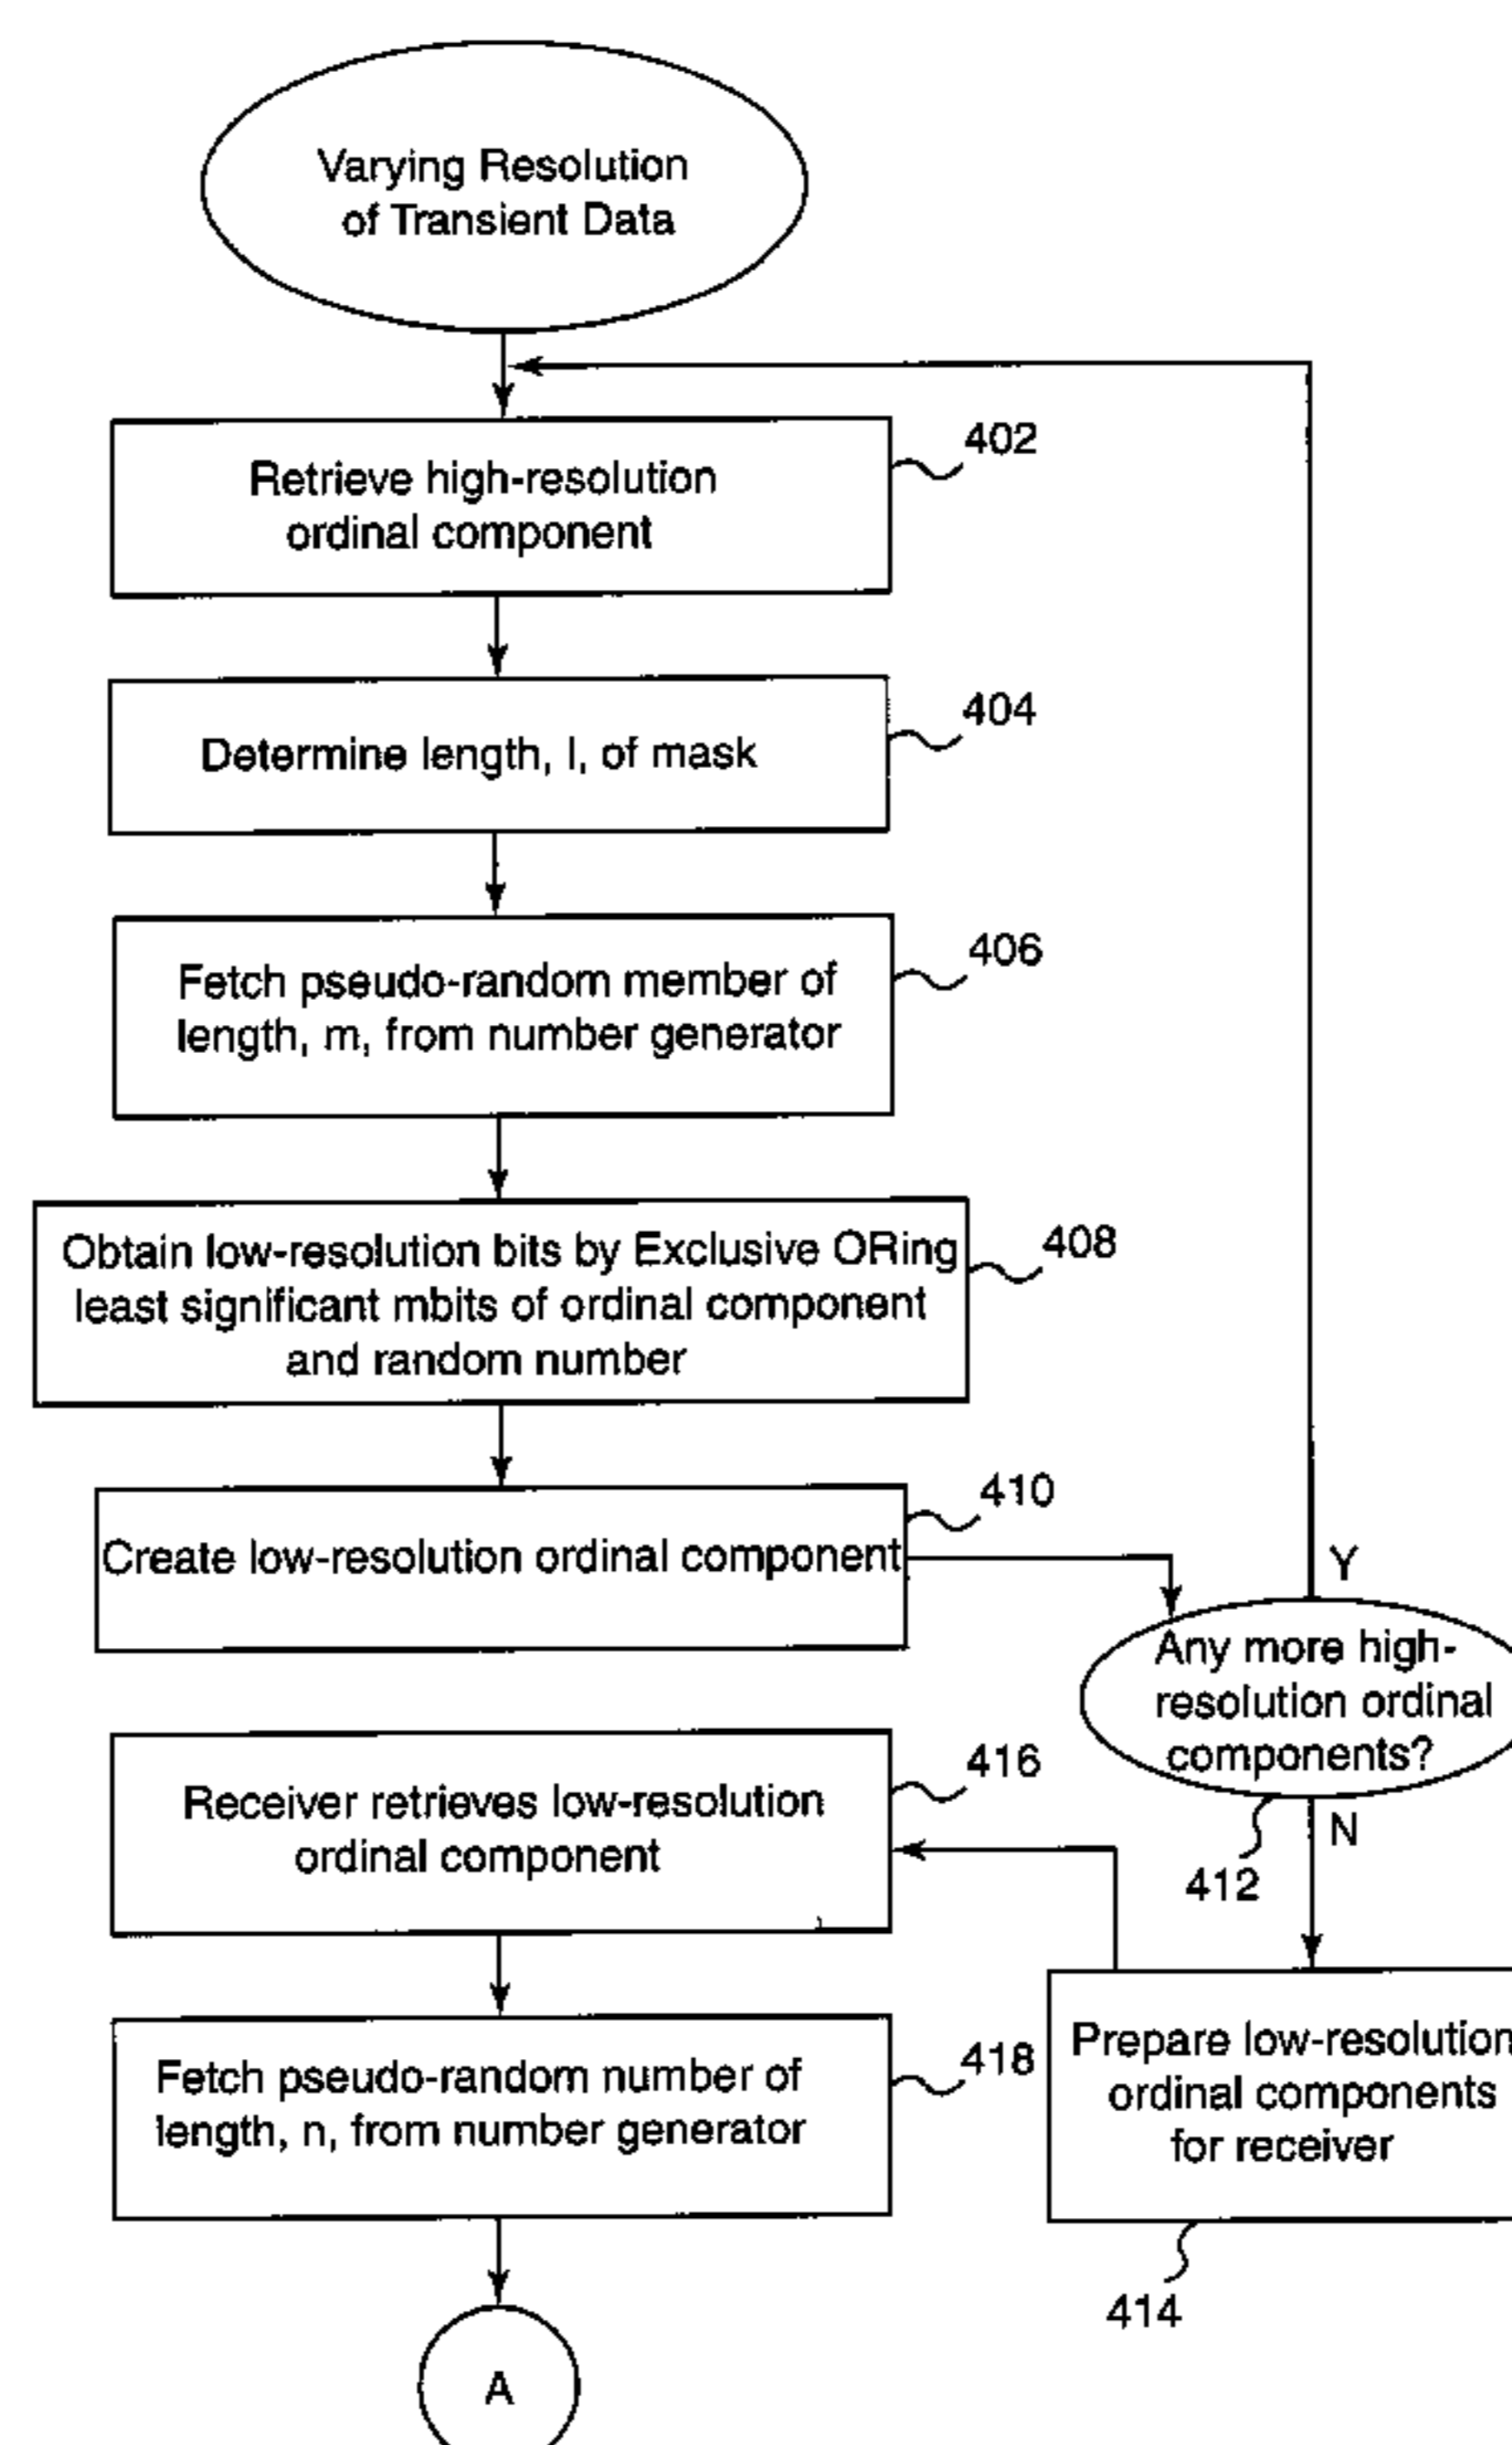 Varying Resolution
of Transient Data
402
Retrieve high-resolution
ordinal component
404
Determine length, l, of mask
406
Fetch pseudo-random member of
length, m, from number generator
408
Obtain low-resolution bits by Exclusive ORing
least significant mbits of ordinal component
and random number
410
Create low-resolution ordinal component
Y
Any more high-
resolution ordinal
components?
N
412
416
Receiver retrieves low-resolution
ordinal component
418
Fetch pseudo-random number of
length, n, from number generator
Prepare low-resolution
ordinal components
for receiver
414
A